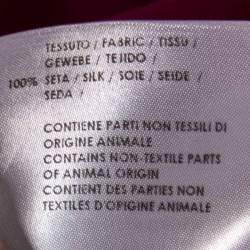 TESSUTO / FABRIC / TISSU /
GEWEBE / TEJIDO /
100% SETA / SILK / SOIE / SEIDE /
SEDA /
CONTIENE PARTI NON TESSILI DI
ORIGINE ANIMALE
CONTAINS NON-TEXTILE PARTS
OF ANIMAL ORIGIN
CONTIENT DES PARTIES NON
TEXTILES D'ORIGINE ANIMALE